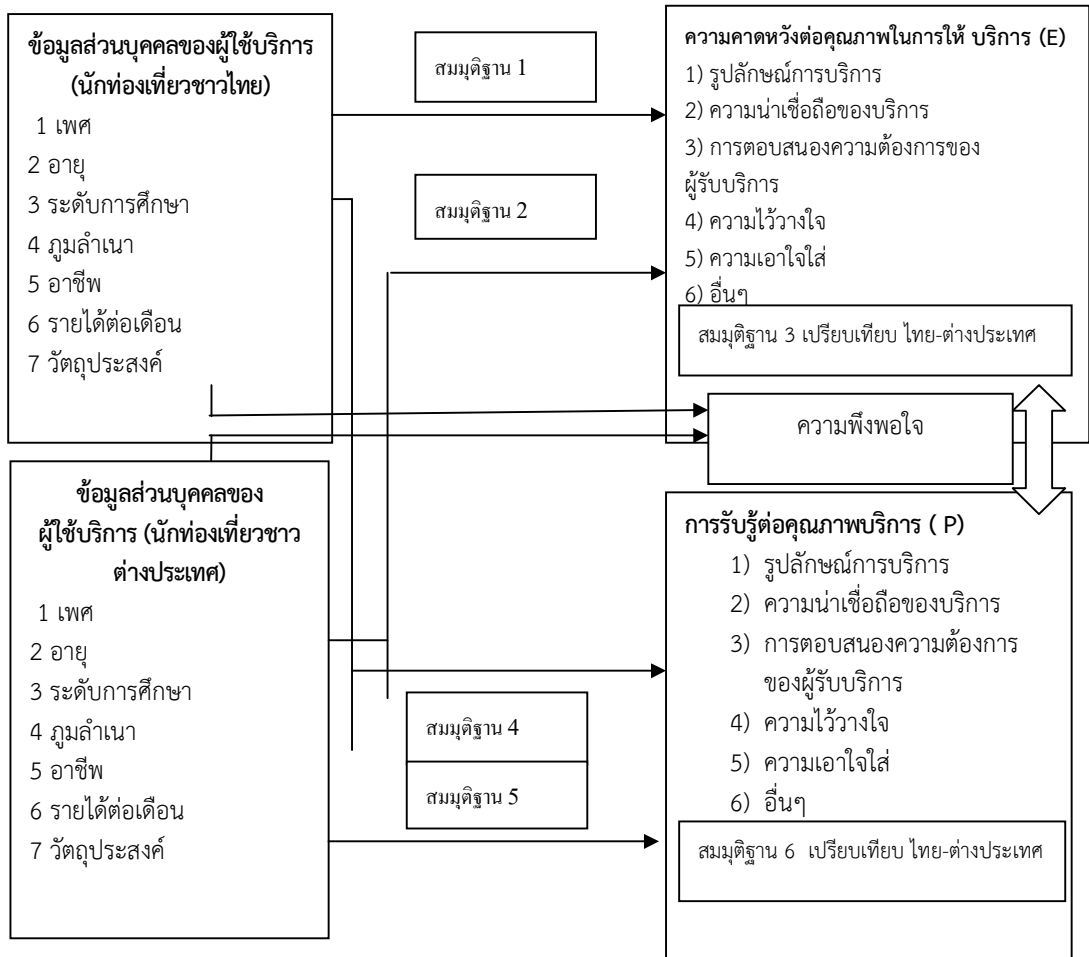 ข้อมูลส่วนบุคคลของผู้ใช้บริการ
(นักท่องเที่ยวชาวไทย)
1 เพศ
2 อายุ
3 ระดับการศึกษา
4 ภูมลำเนา
5 อาชีพ
6 รายได้ต่อเดือน
7 วัตถุประสงค์
สมมุติฐาน 1
สมมุติฐาน 2
ความคาดหวังต่อคุณภาพในการให้ บริการ (E)
1) รูปลักษณ์การบริการ
2) ความน่าเชื่อถือของบริการ
3) การตอบสนองความต้องการของ
ผู้รับบริการ
4) ความไว้วางใจ
5) ความเอาใจใส่
6) อื่นๆ
สมมุติฐาน 3 เปรียบเทียบ ไทย-ต่างประเทศ
ความพึงพอใจ
ข้อมูลส่วนบุคคลของ
ผู้ใช้บริการ (นักท่องเที่ยวชาว
ต่างประเทศ)
1 เพศ
2 อายุ
3 ระดับการศึกษา
4 ภูมลำเนา
5 อาชีพ
6 รายได้ต่อเดือน
7 วัตถุประสงค์
สมมุติฐาน 4
สมมุติฐาน 5
การรับรู้ต่อคุณภาพบริการ ( P)
1) รูปลักษณ์การบริการ
2) ความน่าเชื่อถือของบริการ
3) การตอบสนองความต้องการ
ของผู้รับบริการ
4) ความไว้วางใจ
5) ความเอาใจใส่
6) อื่นๆ
สมมุติฐาน 6 เปรียบเทียบ ไทย-ต่างประเทศ